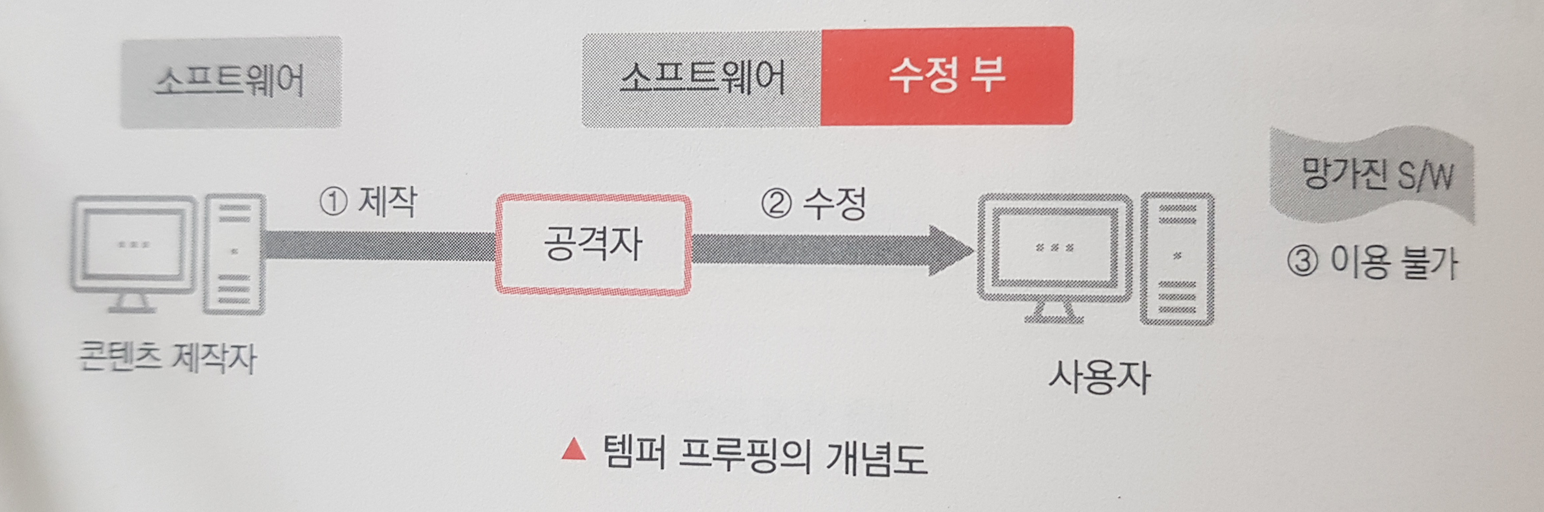 소프트웨어
소프트웨어 수정 부
① 제작
공격자
② 수정
망가진 S/W
③ 이용 불가
콘텐츠 제작자
사용자
▲ 템퍼 프루핑의 개념도